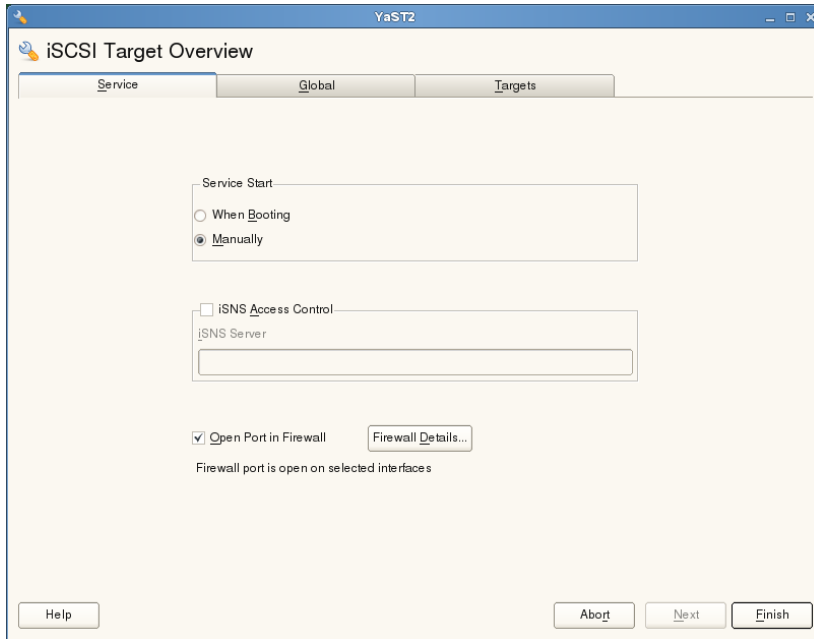 YaST2
iSCSI Target Overview
Service Global Targets
Service Start
When Booting
Manually
iSNS Access Control
iSNS Server
Open Port in Firewall Firewall Details...
Firewall port is open on selected interfaces
Help Abort Next Finish